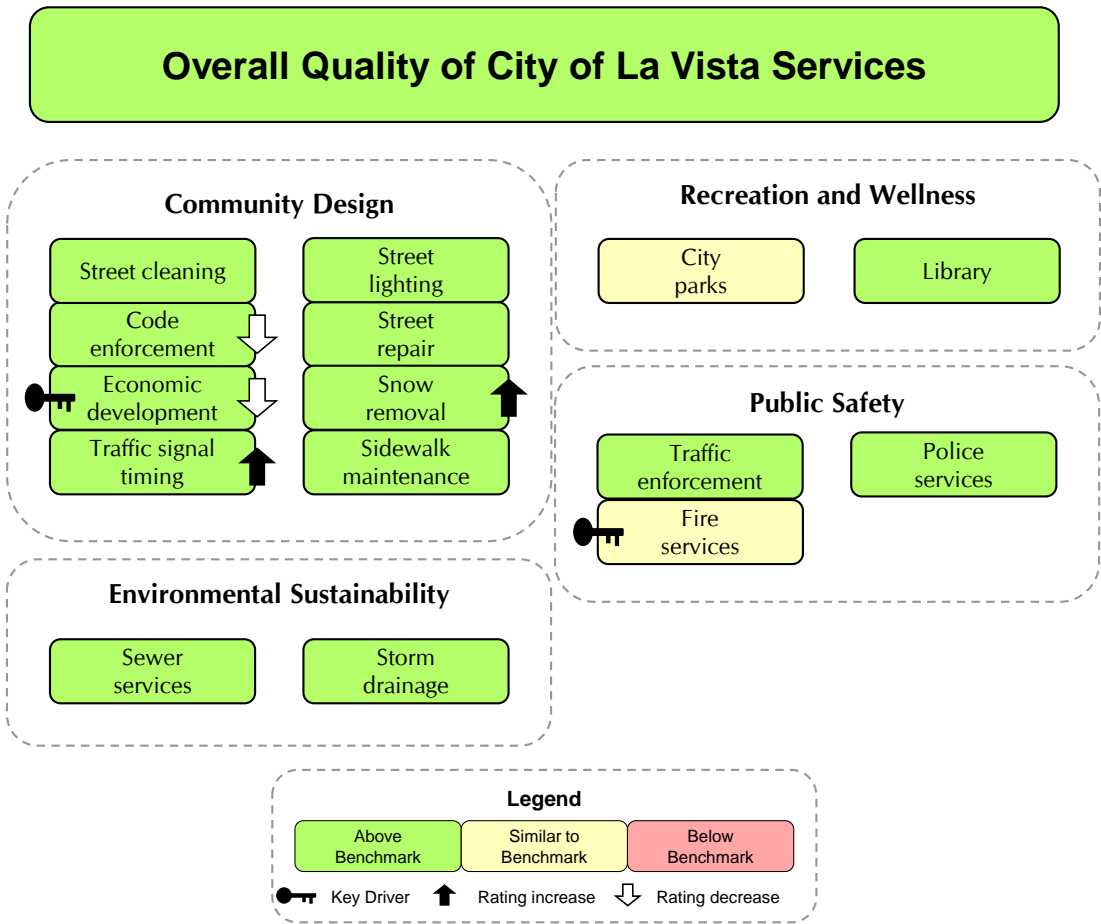 Overall Quality of City of La Vista Services
Community Design
Street cleaning
Code
enforcement
Economic
development
Traffic signal
timing
Street
lighting
Street
repair
Snow
removal
Sidewalk
maintenance
Recreation and Wellness
City
parks
Library
Public Safety
Traffic
enforcement
Fire
services
Police
services
Environmental Sustainability
Sewer
services
Storm
drainage
Legend
Above
Benchmark
Similar to
Benchmark
Below
Benchmark
Key Driver
Rating increase
Rating decrease